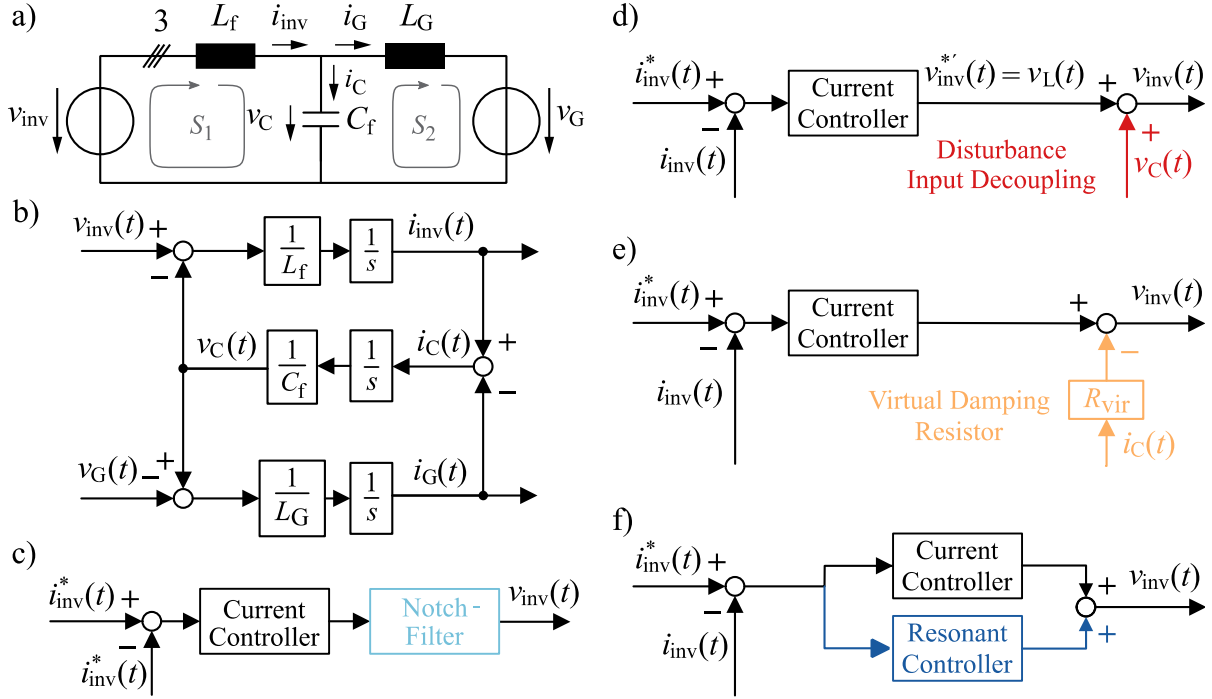 a)
3
L_f
i_inv
i_G
L_G
v_inv
S_1
v_C
i_C
C_f
S_2
v_G
b)
v_inv(t)
+
−
1/L_f
1/s
i_inv(t)
v_C(t)
1/C_f
1/s
i_C(t)
+
−
v_G(t)
−
+
1/L_G
1/s
i_G(t)
c)
i*_inv(t)
+
−
i*_inv(t)
Current
Controller
Notch-
Filter
v_inv(t)
d)
i*_inv(t)
+
−
i_inv(t)
Current
Controller
v*′_inv(t) = v_L(t)
+
v_inv(t)
+
Disturbance
Input Decoupling
v_C(t)
e)
i*_inv(t)
+
−
i_inv(t)
Current
Controller
+
v_inv(t)
−
Virtual Damping
Resistor
R_vir
i_C(t)
f)
i*_inv(t)
+
−
i_inv(t)
Current
Controller
Resonant
Controller
+
+
v_inv(t)